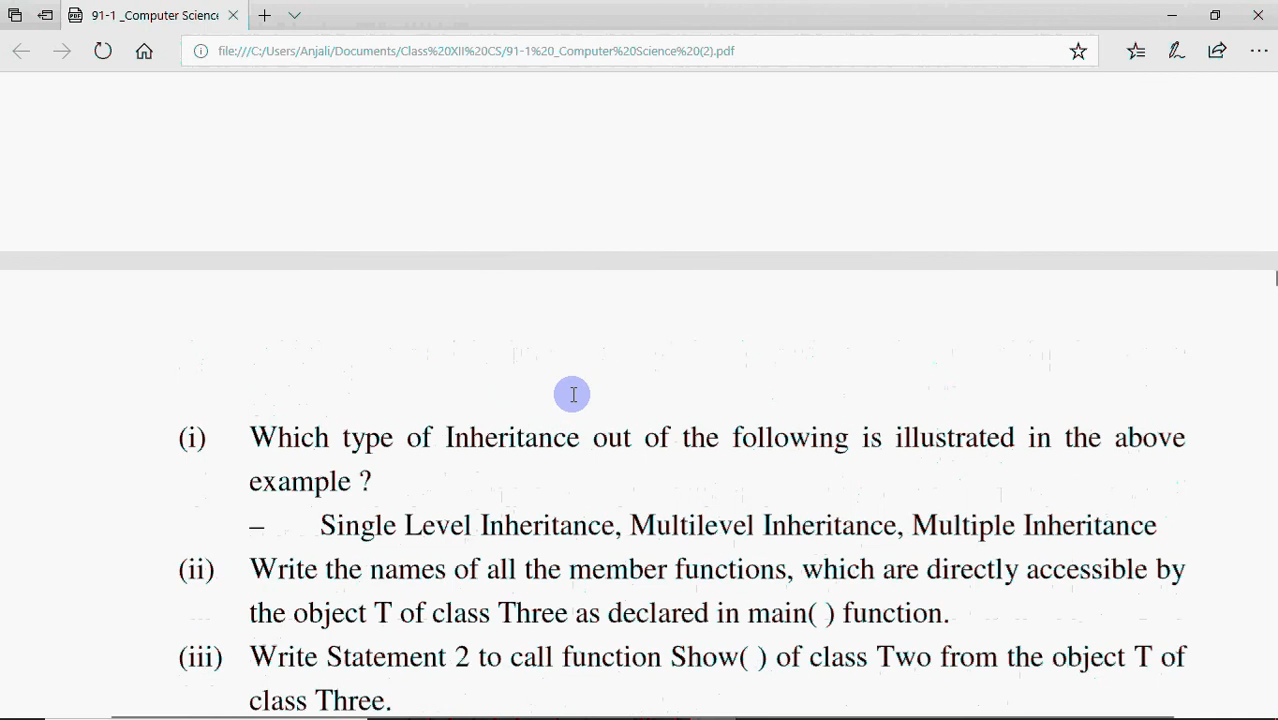 91-1 _Computer Science
file:///C:/Users/Anjali/Documents/Class%20XII%20CS/91-1%20_Computer%20Science%20(2).pdf
(i) Which type of Inheritance out of the following is illustrated in the above
example ?
– Single Level Inheritance, Multilevel Inheritance, Multiple Inheritance
(ii) Write the names of all the member functions, which are directly accessible by
the object T of class Three as declared in main( ) function.
(iii) Write Statement 2 to call function Show( ) of class Two from the object T of
class Three.